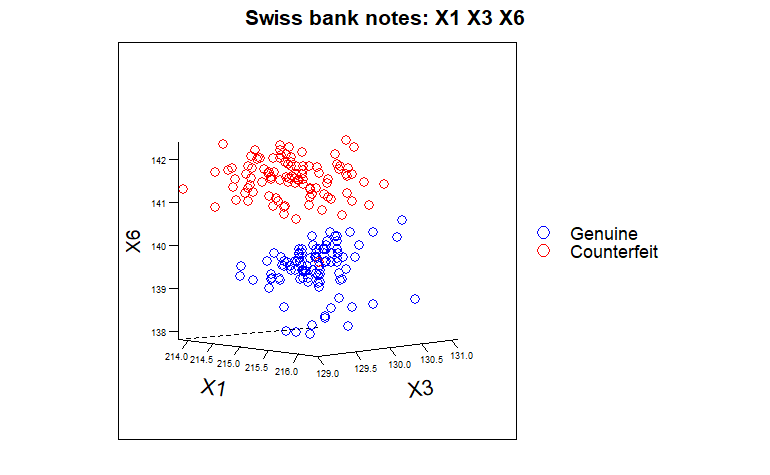 Swiss bank notes: X1 X3 X6
142
141
140
139
138
X6
214.0 214.5 215.0 215.5 216.0
129.0 129.5 130.0 130.5 131.0
X1
X3
Genuine
Counterfeit